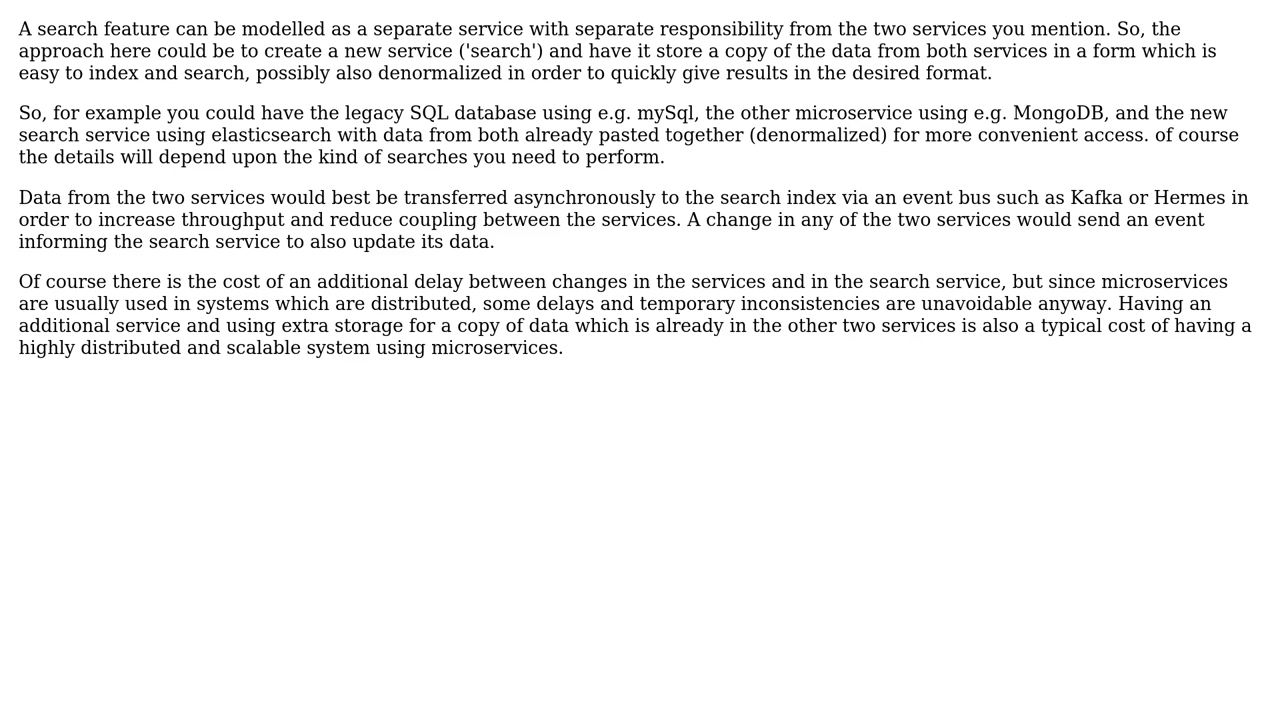 A search feature can be modelled as a separate service with separate responsibility from the two services you mention. So, the
approach here could be to create a new service ('search') and have it store a copy of the data from both services in a form which is
easy to index and search, possibly also denormalized in order to quickly give results in the desired format.
So, for example you could have the legacy SQL database using e.g. mySql, the other microservice using e.g. MongoDB, and the new
search service using elasticsearch with data from both already pasted together (denormalized) for more convenient access. of course
the details will depend upon the kind of searches you need to perform.
Data from the two services would best be transferred asynchronously to the search index via an event bus such as Kafka or Hermes in
order to increase throughput and reduce coupling between the services. A change in any of the two services would send an event
informing the search service to also update its data.
Of course there is the cost of an additional delay between changes in the services and in the search service, but since microservices
are usually used in systems which are distributed, some delays and temporary inconsistencies are unavoidable anyway. Having an
additional service and using extra storage for a copy of data which is already in the other two services is also a typical cost of having a
highly distributed and scalable system using microservices.